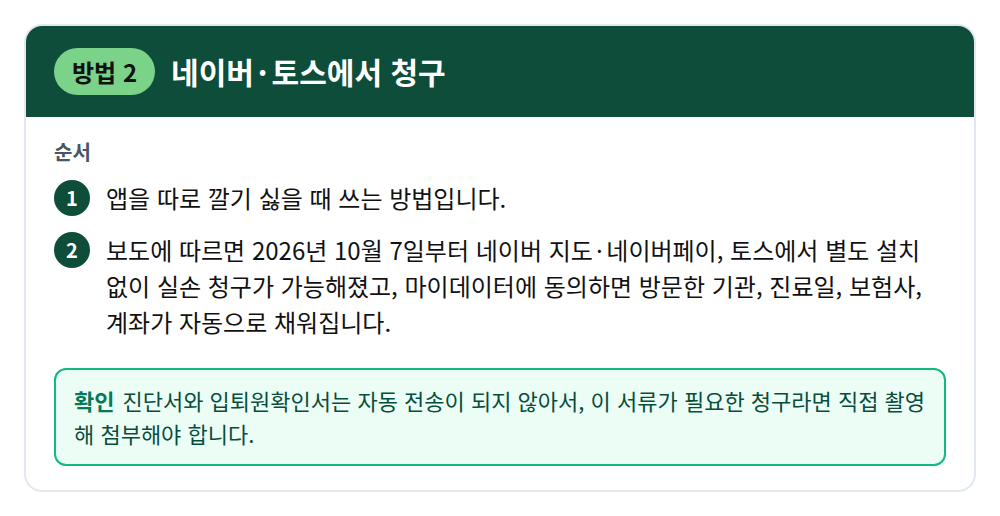 방법 2 네이버·토스에서 청구
순서
1 앱을 따로 깔기 싫을 때 쓰는 방법입니다.
2 보도에 따르면 2026년 10월 7일부터 네이버 지도·네이버페이, 토스에서 별도 설치
없이 실손 청구가 가능해졌고, 마이데이터에 동의하면 방문한 기관, 진료일, 보험사,
계좌가 자동으로 채워집니다.
확인 진단서와 입퇴원확인서는 자동 전송이 되지 않아서, 이 서류가 필요한 청구라면 직접 촬영
해 첨부해야 합니다.